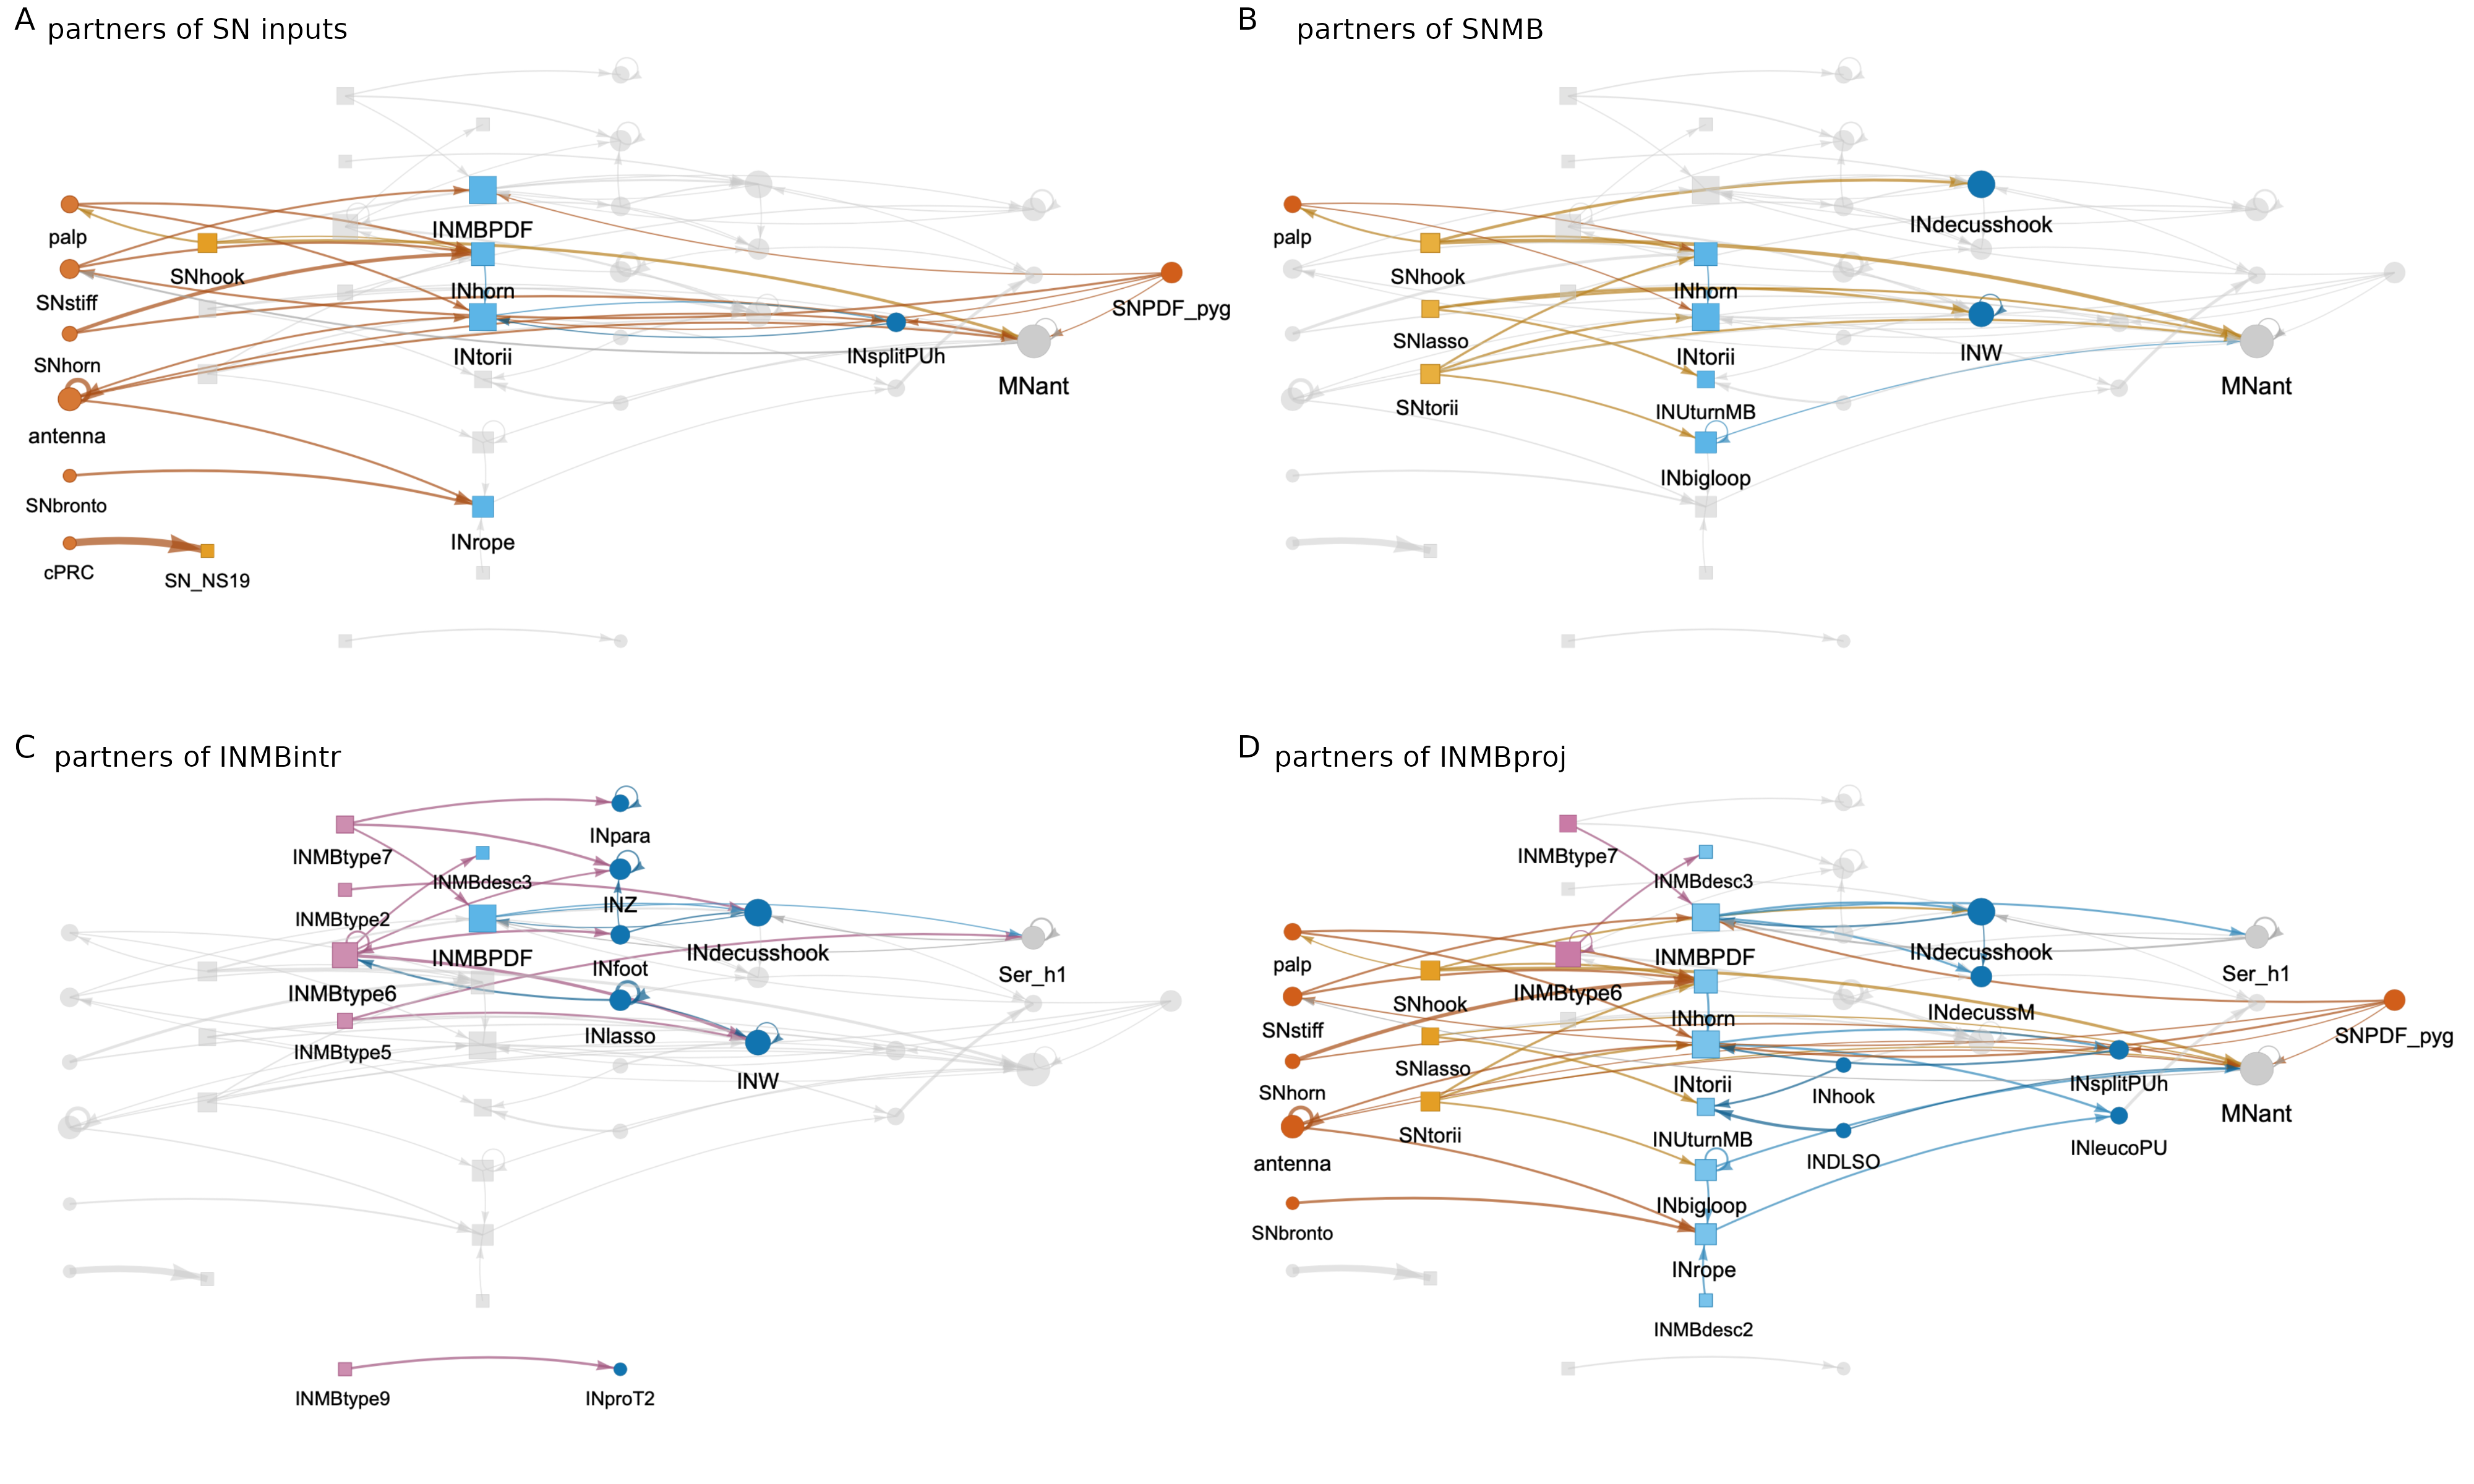 A partners of SN inputs
palp
SNhook
SNstiff
SNhorn
antenna
SNbronto
cPRC
SN_NS19
INMBPDF
INhorn
INtorii
INrope
INsplitPUh
MNant
SNPDF_pyg
B partners of SNMB
palp
SNhook
SNlasso
SNtorii
INhorn
INtorii
INUturnMB
INbigloop
INdecusshook
INW
MNant
C partners of INMBintr
INMBtype7
INMBtype2
INMBtype6
INMBtype5
INMBtype9
INMBdesc3
INMBPDF
INpara
INZ
INfoot
INlasso
INproT2
INdecusshook
INW
Ser_h1
D partners of INMBproj
palp
SNstiff
SNhorn
antenna
SNbronto
SNhook
SNlasso
SNtorii
INMBtype7
INMBtype6
INMBdesc3
INMBPDF
INhorn
INtorii
INUturnMB
INbigloop
INrope
INMBdesc2
INhook
INDLSO
INdecusshook
INdecussM
INsplitPUh
INleucoPU
Ser_h1
MNant
SNPDF_pyg